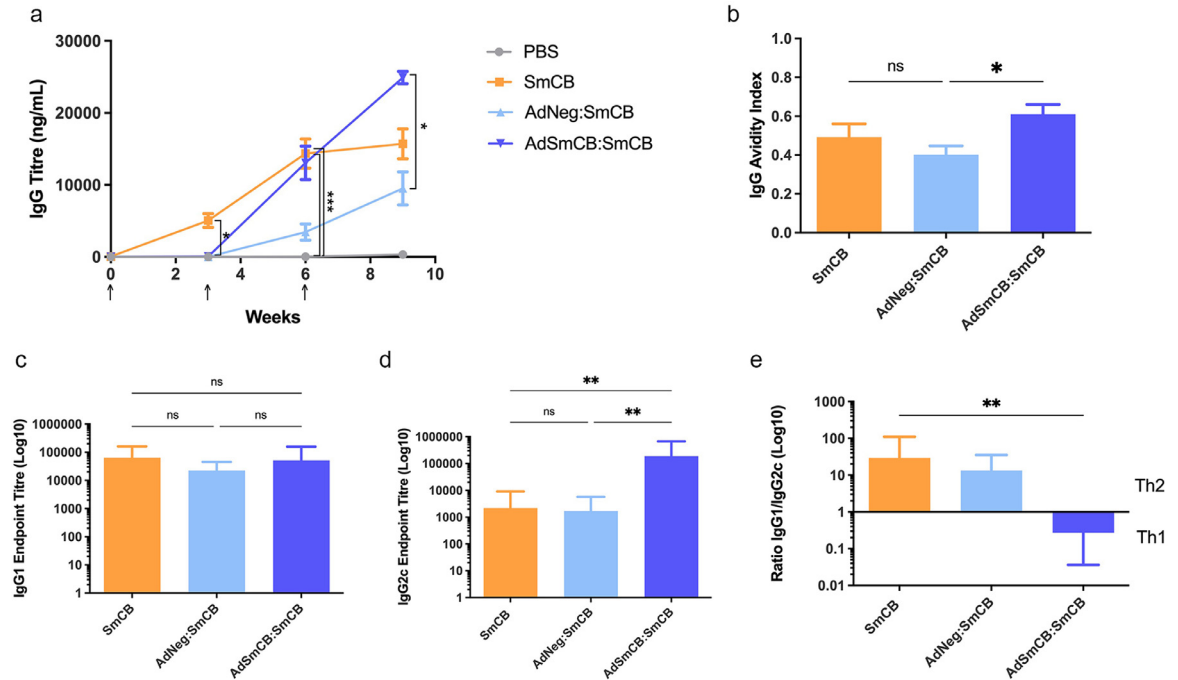 a
IgG Titre (ng/mL)
30000
20000
10000
0
0 2 4 6 8 10
↑ ↑ ↑
Weeks
*
***
*
PBS
SmCB
AdNeg:SmCB
AdSmCB:SmCB
b
IgG Avidity Index
1.0
0.8
0.6
0.4
0.2
0.0
ns *
SmCB
AdNeg:SmCB
AdSmCB:SmCB
c
IgG1 Endpoint Titre (Log10)
ns
ns ns
1000000
100000
10000
1000
100
10
1
SmCB
AdNeg:SmCB
AdSmCB:SmCB
d
IgG2c Endpoint Titre (Log10)
**
ns **
1000000
100000
10000
1000
100
10
1
SmCB
AdNeg:SmCB
AdSmCB:SmCB
e
Ratio IgG1/IgG2c (Log10)
**
1000
100
10
1
0.1
0.01
Th2
Th1
SmCB
AdNeg:SmCB
AdSmCB:SmCB